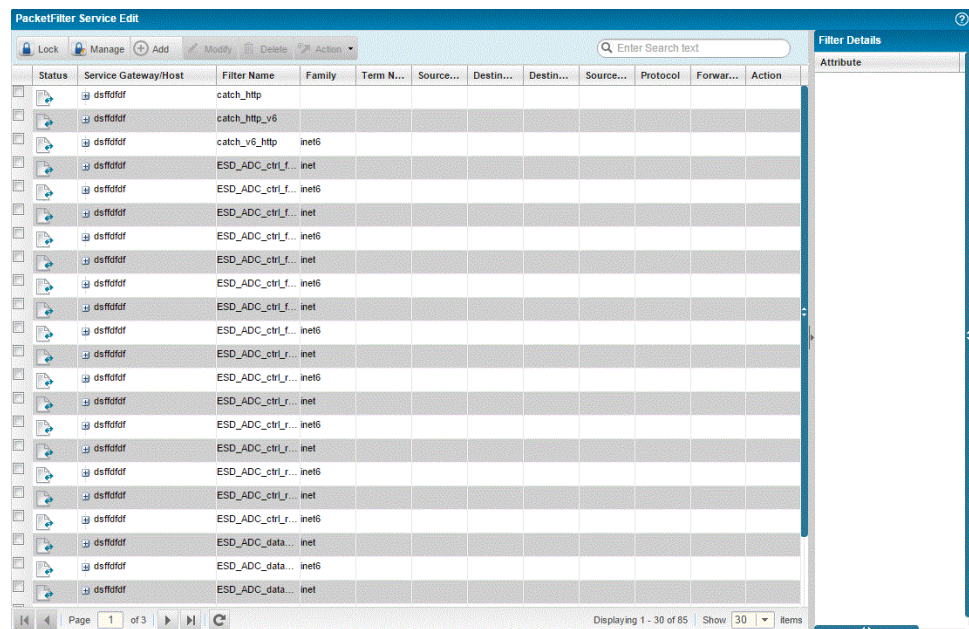 PacketFilter Service Edit
Lock Manage Add Modify Delete Action Enter Search text
Filter Details
Attribute
Status Service Gateway/Host Filter Name Family Term N... Source... Destin... Destin... Source... Protocol Forwar... Action
dsffdfdf catch_http
dsffdfdf catch_http_v6
dsffdfdf catch_v6_http inet6
dsffdfdf ESD_ADC_ctrl_f... inet
dsffdfdf ESD_ADC_ctrl_f... inet6
dsffdfdf ESD_ADC_ctrl_f... inet
dsffdfdf ESD_ADC_ctrl_f... inet6
dsffdfdf ESD_ADC_ctrl_f... inet
dsffdfdf ESD_ADC_ctrl_f... inet6
dsffdfdf ESD_ADC_ctrl_f... inet
dsffdfdf ESD_ADC_ctrl_f... inet6
dsffdfdf ESD_ADC_ctrl_r... inet
dsffdfdf ESD_ADC_ctrl_r... inet6
dsffdfdf ESD_ADC_ctrl_r... inet
dsffdfdf ESD_ADC_ctrl_r... inet6
dsffdfdf ESD_ADC_ctrl_r... inet
dsffdfdf ESD_ADC_ctrl_r... inet6
dsffdfdf ESD_ADC_ctrl_r... inet
dsffdfdf ESD_ADC_ctrl_r... inet6
dsffdfdf ESD_ADC_data... inet
dsffdfdf ESD_ADC_data... inet6
dsffdfdf ESD_ADC_data... inet
Page 1 of 3 Displaying 1 - 30 of 85 Show 30 items